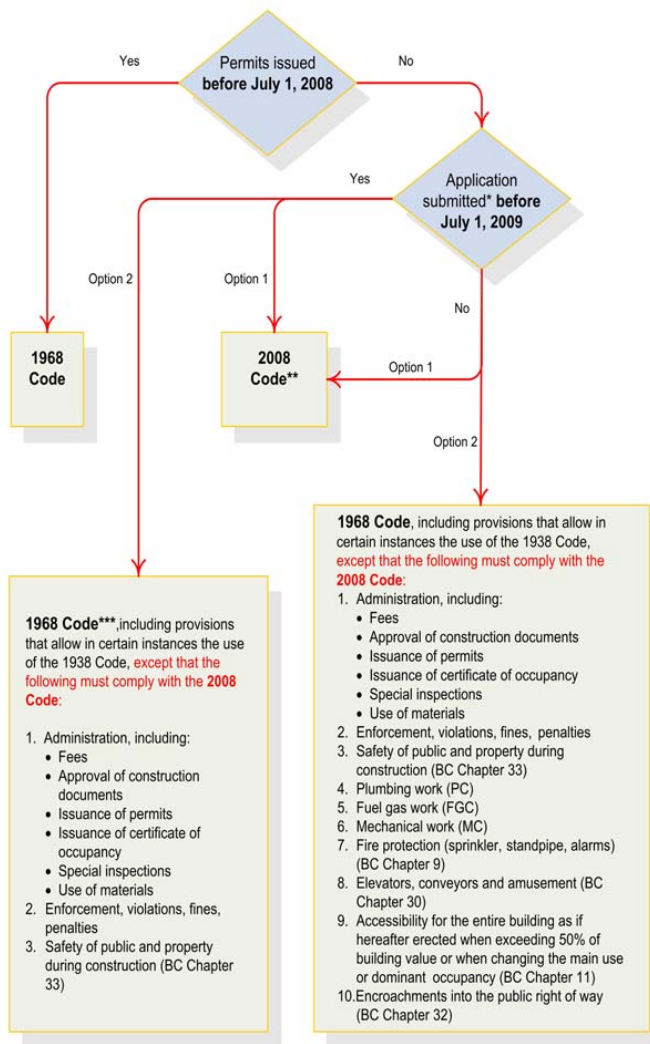 Permits issued
before July 1, 2008
Yes
No
Application
submitted* before
July 1, 2009
Yes
Option 2
Option 1
No
Option 1
Option 2
1968
Code
2008
Code**
1968 Code***,including provisions
that allow in certain instances the use
of the 1938 Code, except that the
following must comply with the 2008
Code:
1. Administration, including:
• Fees
• Approval of construction
documents
• Issuance of permits
• Issuance of certificate of
occupancy
• Special inspections
• Use of materials
2. Enforcement, violations, fines,
penalties
3. Safety of public and property
during construction (BC Chapter
33)
1968 Code, including provisions that allow in
certain instances the use of the 1938 Code,
except that the following must comply with the
2008 Code:
1. Administration, including:
• Fees
• Approval of construction documents
• Issuance of permits
• Issuance of certificate of occupancy
• Special inspections
• Use of materials
2. Enforcement, violations, fines, penalties
3. Safety of public and property during
construction (BC Chapter 33)
4. Plumbing work (PC)
5. Fuel gas work (FGC)
6. Mechanical work (MC)
7. Fire protection (sprinkler, standpipe, alarms)
(BC Chapter 9)
8. Elevators, conveyors and amusement (BC
Chapter 30)
9. Accessibility for the entire building as if
hereafter erected when exceeding 50% of
building value or when changing the main use
or dominant occupancy (BC Chapter 11)
10.Encroachments into the public right of way
(BC Chapter 32)